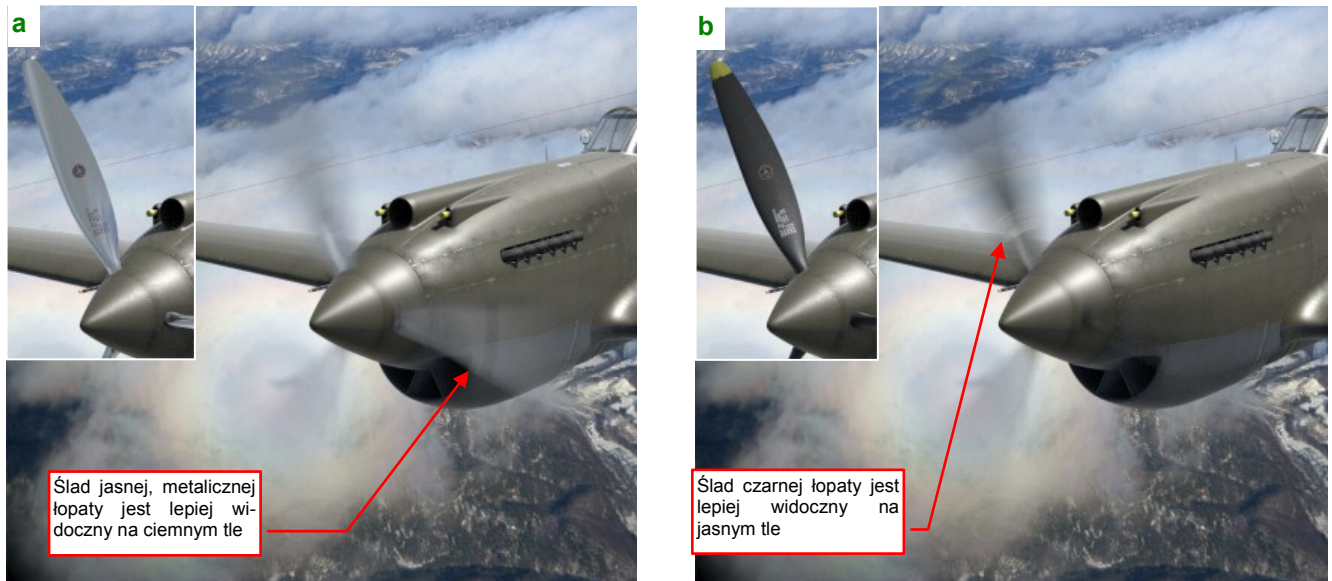 a
b
Ślad jasnej, metalicznej
łopaty jest lepiej wi-
doczny na ciemnym tle
Ślad czarnej łopaty jest
lepiej widoczny na
jasnym tle